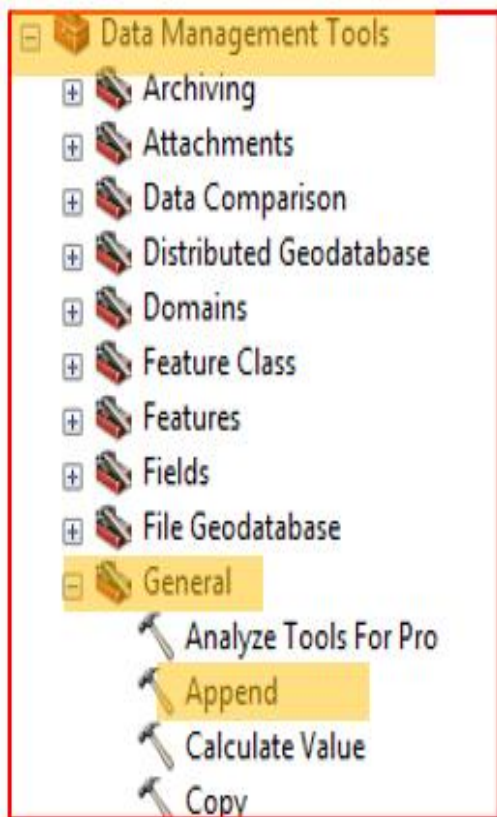 Data Management Tools
Archiving
Attachments
Data Comparison
Distributed Geodatabase
Domains
Feature Class
Features
Fields
File Geodatabase
General
Analyze Tools For Pro
Append
Calculate Value
Copy